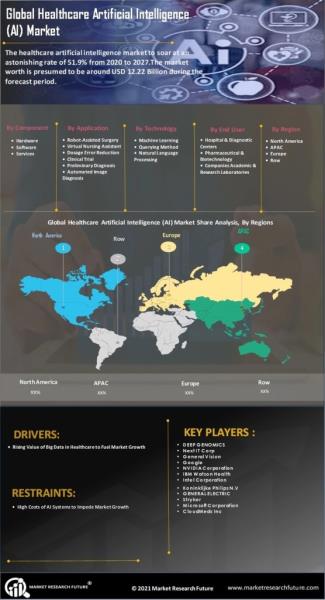 Global Healthcare Artificial Intelligence
(AI) Market
The healthcare artificial intelligence market to soar at an
astonishing rate of 51.9% from 2020 to 2027.The market
worth is presumed to be around USD 12.22 Billion during the
forecast period.
Ai
By Component
Hardware
Software
Services
By Application
Robot Assisted Surgery
Virtual Nursing Assistant
Dosage Error Reduction
Clinical Trial
Preliminary Diagnosis
Automated Image
Diagnosis
By Technology
Machine Learning
Querying Method
Natural Language
Processing
By End User
Hospital & Diagnostic
Centers
Pharmaceutical &
Biotechnology
Companies Academic &
Research Laboratories
By Region
North America
APAC
Europe
Row
Global Healthcare Artificial Intelligence (AI) Market Share Analysis, By Regions
North America
1
Row
2
Europe
3
APAC
4
North America
XX%
APAC
XX%
Europe
XX%
Row
XX%
DRIVERS:
Rising Value of Big Data in Healthcare to Fuel Market Growth
RESTRAINTS:
High Costs of AI Systems to Impede Market Growth
KEY PLAYERS :
DEEP GENOMICS
Next IT Corp
General Vision
Google
NVIDIA Corporation
IBM Watson Health
Intel Corporation
Koninklijke Philips N.V
GENERAL ELECTRIC
Stryker
Microsoft Corporation
CloudMeds Inc
MARKET RESEARCH FUTURE®
© 2021 Market Research Future
www.marketresearchfuture.com